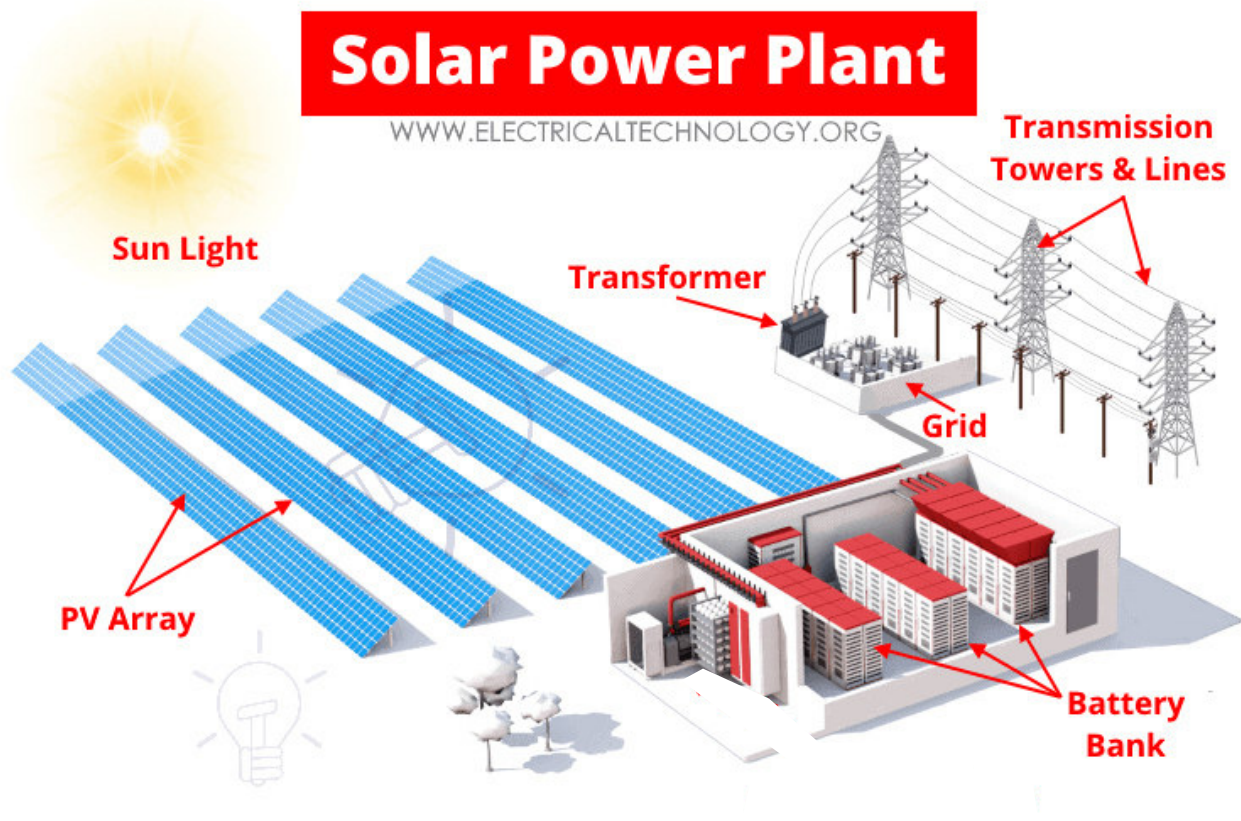 Solar Power Plant
WWW.ELECTRICALTECHNOLOGY.ORG
Transmission
Towers & Lines
Sun Light
Transformer
Grid
PV Array
Battery
Bank